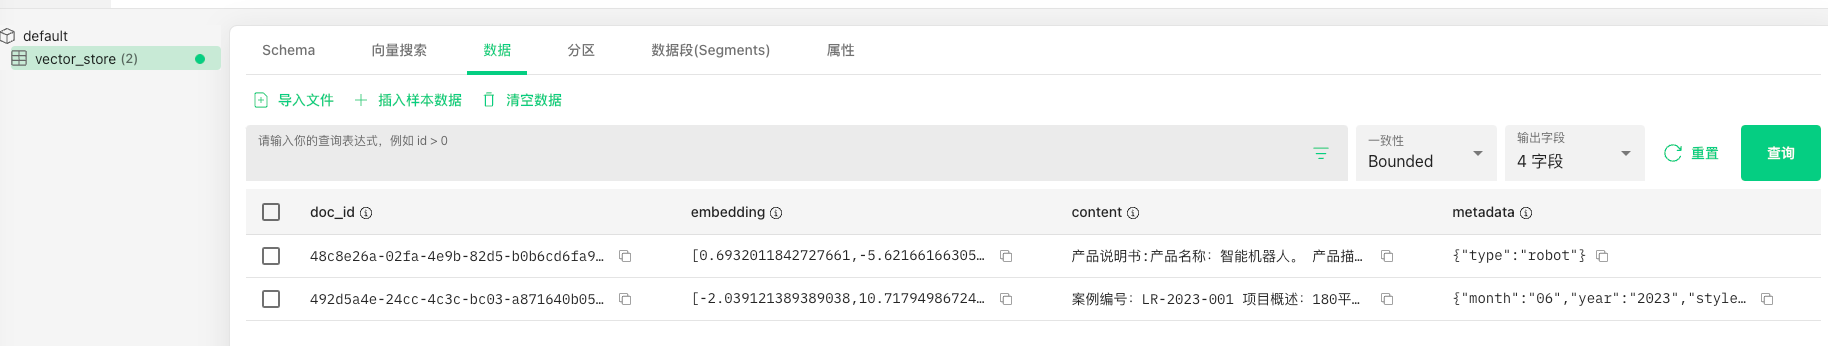 default
vector_store (2)
Schema 向量搜索 数据 分区 数据段(Segments) 属性
导入文件 插入样本数据 清空数据
请输入你的查询表达式，例如 id > 0
一致性
Bounded
输出字段
4 字段
重置
查询
doc_id embedding content metadata
48c8e26a-02fa-4e9b-82d5-b0b6cd6fa9... [0.6932011842727661,-5.62166166305... 产品说明书:产品名称：智能机器人。 产品描... {"type":"robot"}
492d5a4e-24cc-4c3c-bc03-a871640b05... [-2.039121389389038,10.71794986724... 案例编号：LR-2023-001 项目概述：180平... {"month":"06","year":"2023","style...